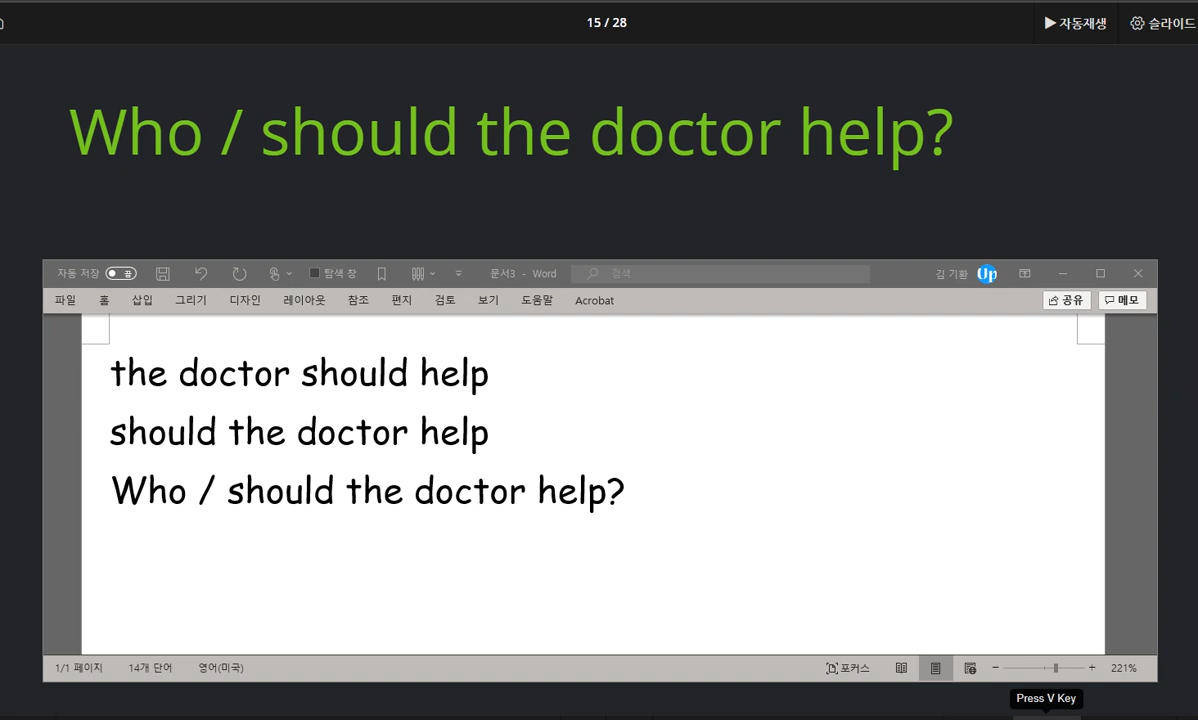 15 / 28
▶ 자동재생
슬라이드
Who / should the doctor help?
자동 저장 끔
탐색 창
문서3 - Word
검색
김 기환
Up
파일 홈 삽입 그리기 디자인 레이아웃 참조 편지 검토 보기 도움말 Acrobat
공유 메모
the doctor should help
should the doctor help
Who / should the doctor help?
1/1 페이지 14개 단어 영어(미국)
포커스
− + 221%
Press V Key